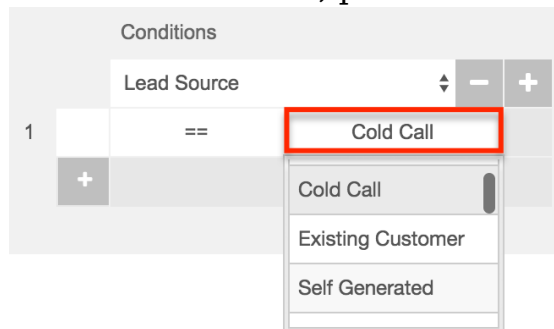 Conditions
Lead Source
1 == Cold Call
Cold Call
Existing Customer
Self Generated